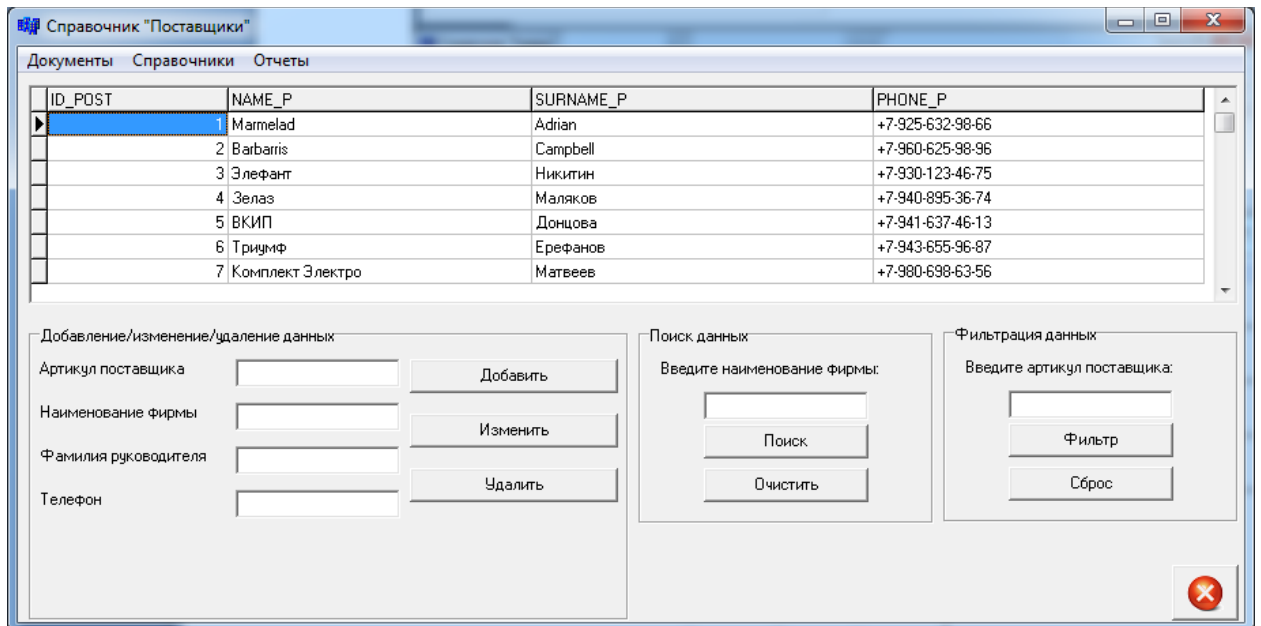 Справочник "Поставщики"
Документы Справочники Отчеты
ID_POST NAME_P SURNAME_P PHONE_P
1 Marmelad Adrian +7-925-632-98-66
2 Barbarris Campbell +7-960-625-98-96
3 Элефант Никитин +7-930-123-46-75
4 Зелаз Маляков +7-940-895-36-74
5 ВКИП Донцова +7-941-637-46-13
6 Триумф Ерефанов +7-943-655-96-87
7 Комплект Электро Матвеев +7-980-698-63-56
Добавление/изменение/удаление данных
Артикул поставщика
Добавить
Наименование фирмы
Изменить
Фамилия руководителя
Удалить
Телефон
Поиск данных
Введите наименование фирмы:
Поиск
Очистить
Фильтрация данных
Введите артикул поставщика:
Фильтр
Сброс